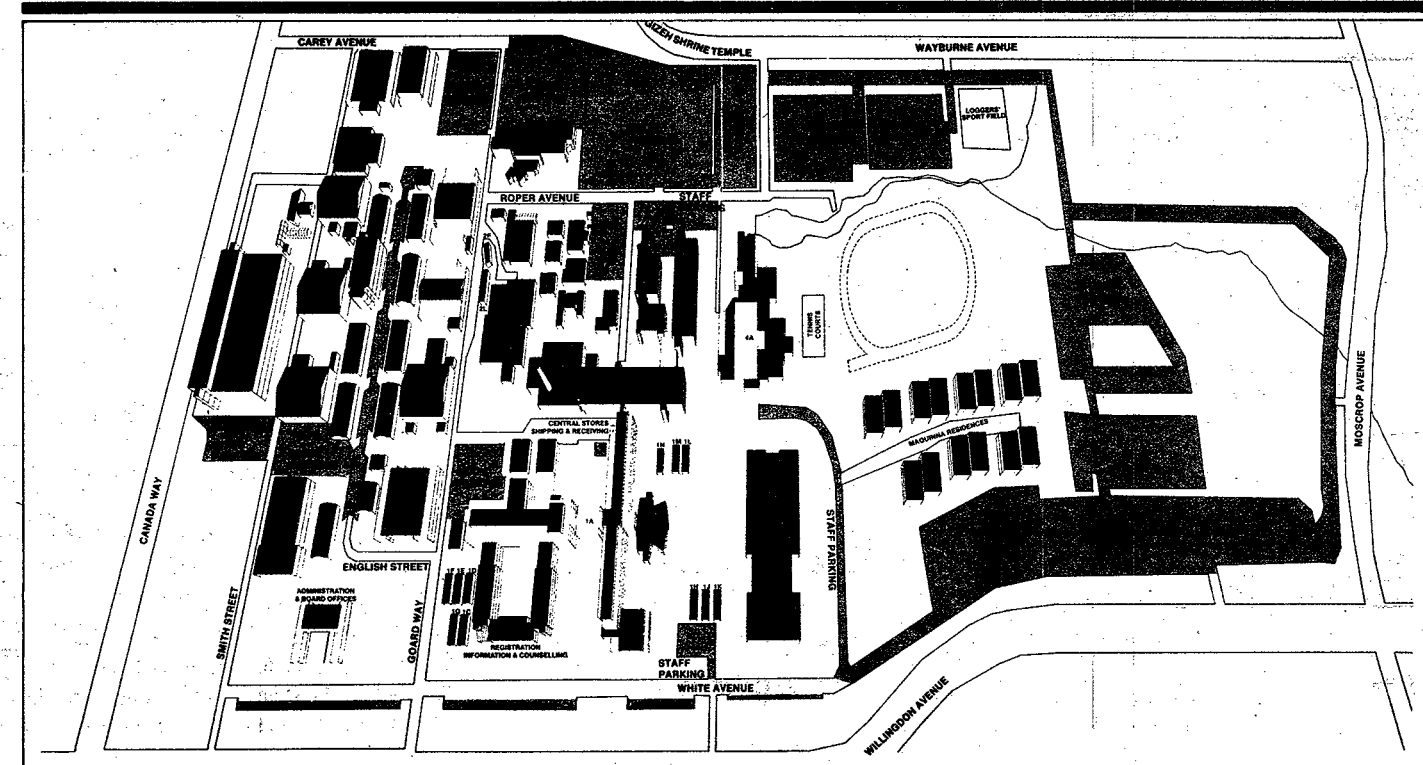 GIZEH SHRINE TEMPLE
CAREY AVENUE
WAYBURNE AVENUE
LOGGERS'
SPORT FIELD
ROPER AVENUE
STAFF
TENNIS
COURTS
4A
MOSCROP AVENUE
MAQUINNA RESIDENCES
CENTRAL STORES
SHIPPING & RECEIVING
1N
1M 1L
CANADA WAY
1A
STAFF PARKING
ENGLISH STREET
1F 1E 1D
ADMINISTRATION
& BOARD OFFICES
1H 1J 1K
SMITH STREET
GOARD WAY
REGISTRATION
INFORMATION & COUNSELLING
STAFF
PARKING
WHITE AVENUE
WILLINGDON AVENUE